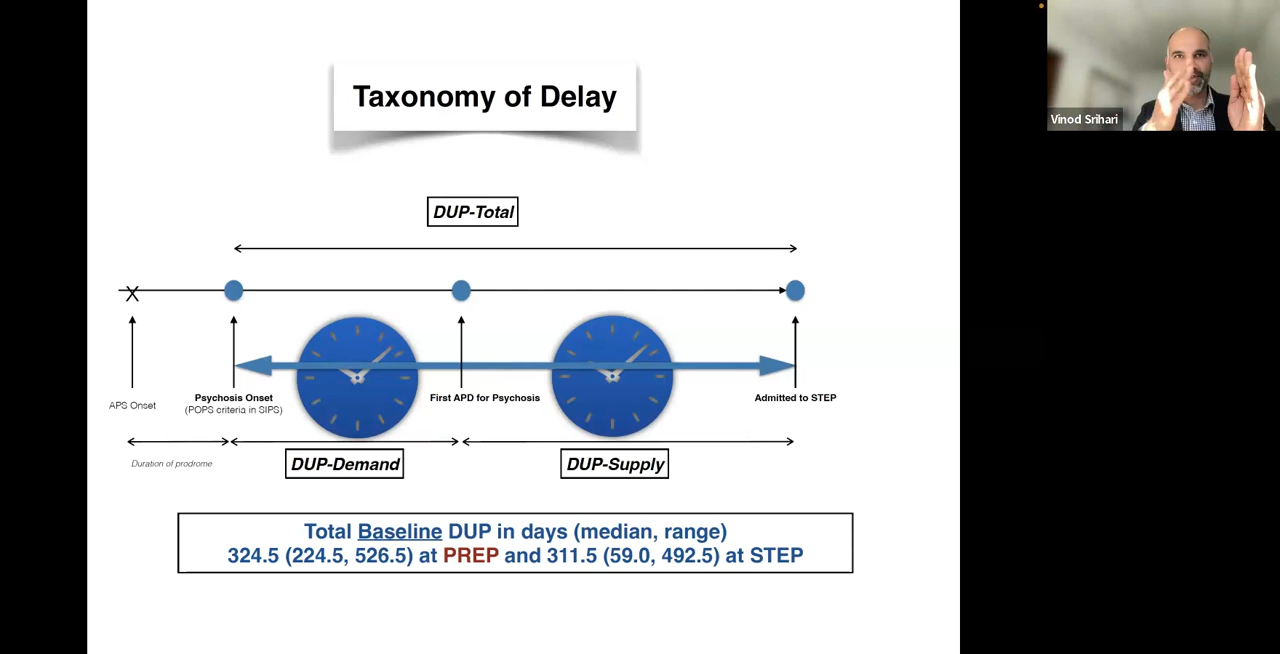 Taxonomy of Delay
Vinod Srihari
DUP-Total
X
APS Onset
Psychosis Onset
(POPS criteria in SIPS)
First APD for Psychosis
Admitted to STEP
Duration of prodrome
DUP-Demand
DUP-Supply
Total Baseline DUP in days (median, range)
324.5 (224.5, 526.5) at PREP and 311.5 (59.0, 492.5) at STEP